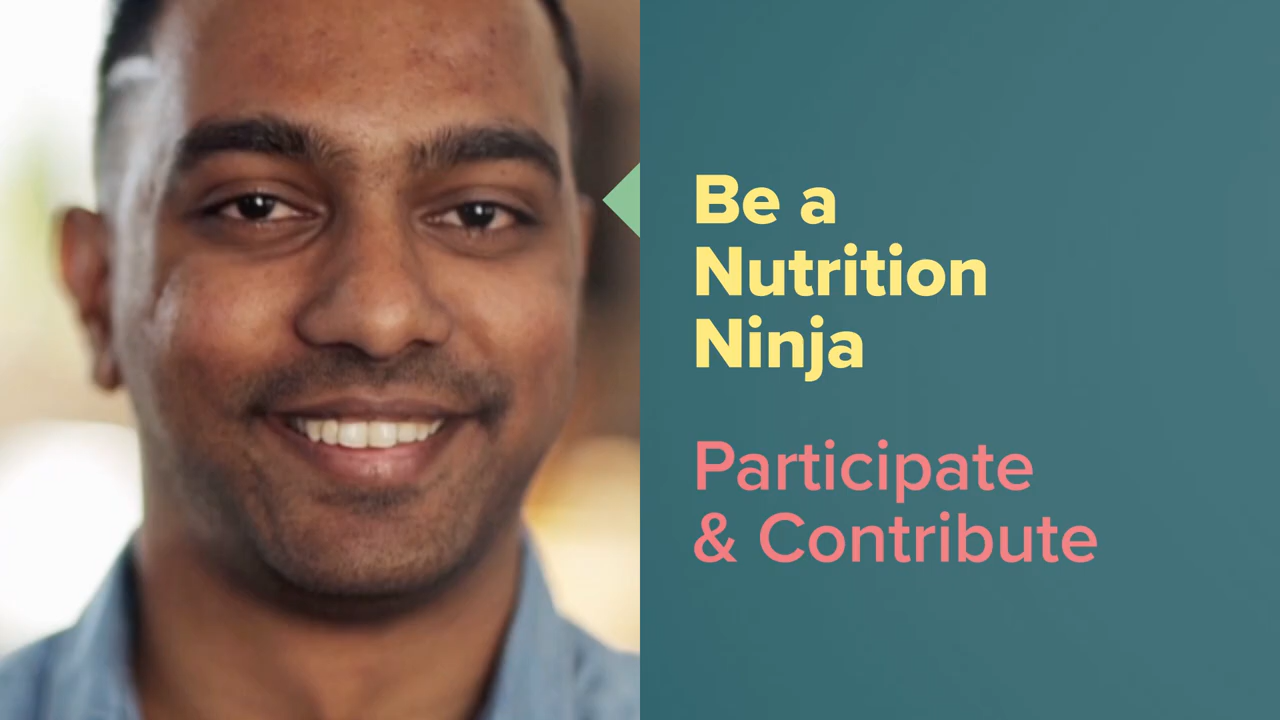 Be a
Nutrition
Ninja
Participate
& Contribute